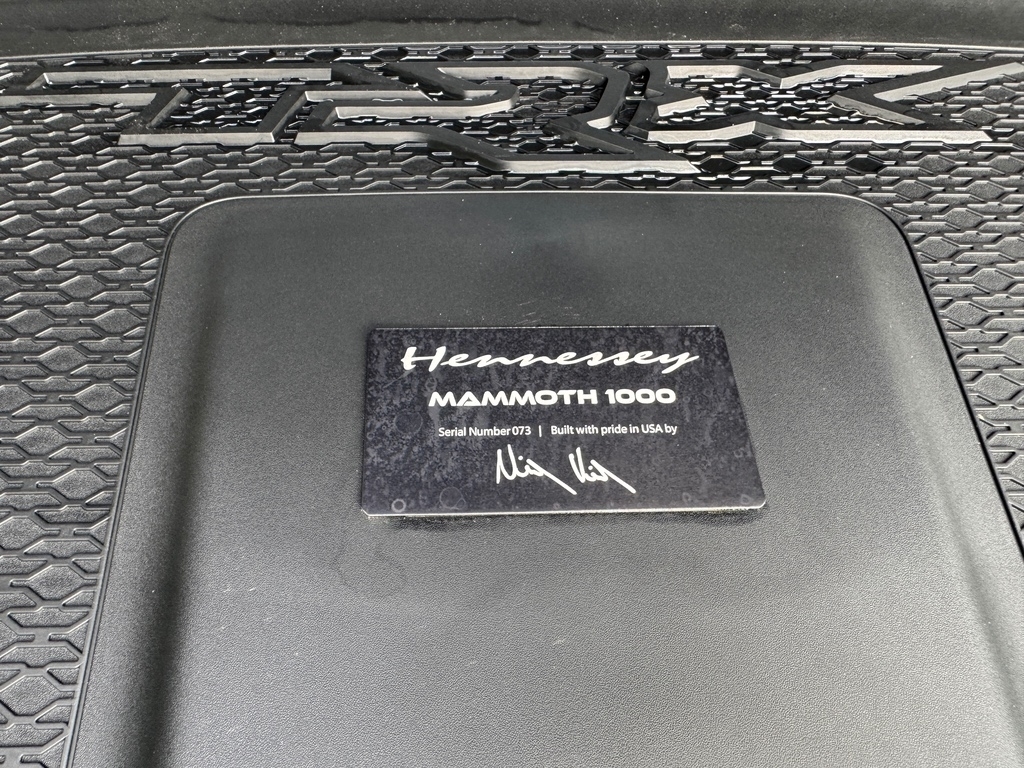 TRX
Hennessey
MAMMOTH 1000
Serial Number 073 | Built with pride in USA by